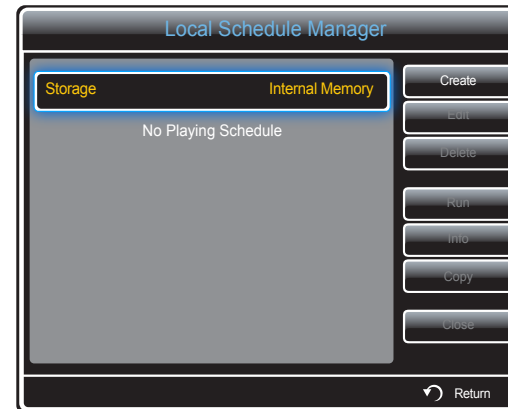 Local Schedule Manager
Storage Internal Memory
No Playing Schedule
Create
Edit
Delete
Run
Info
Copy
Close
Return